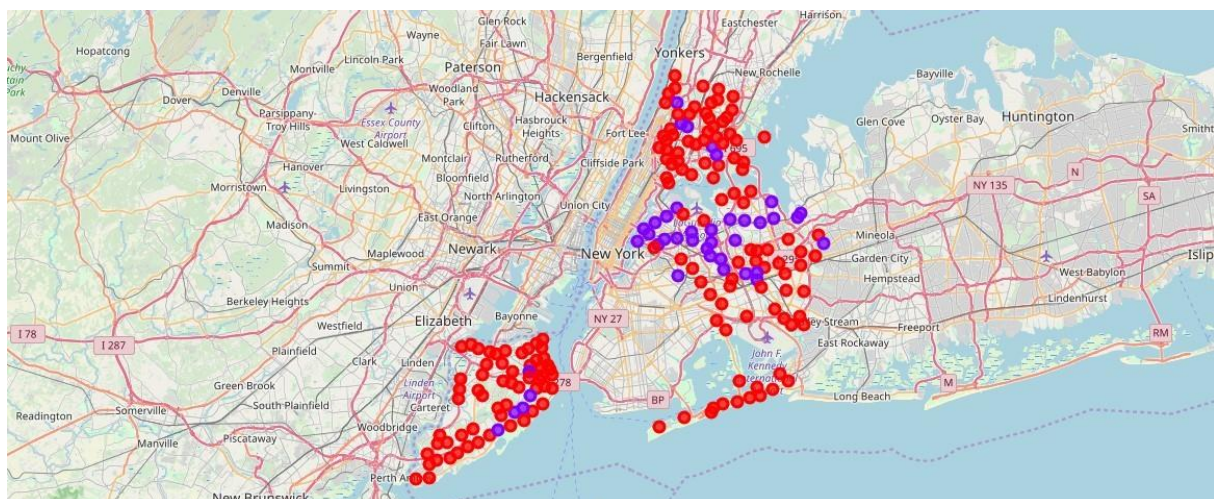 Glen Rock
Eastchester
Harrison
Hopatcong
Wayne
Fair Lawn
Yonkers
Montville
Lincoln Park
Bergenfield
Paterson
New Rochelle
Bayville
Dover
Denville
Woodland
Park
Hackensack
Huntington
Parsippany-
Troy Hills
Essex County
Airport
Clifton
Hasbrouck
Heights
Fort Lee
Glen Cove
Oyster Bay
Mount Olive
West Caldwell
Hanover
Montclair
Rutherford
Cliffside Park
695
N
Morristown
Livingston
Bloomfield
North Arlington
NY 135
SA
Madison
East Orange
Union City
Mineola
Summit
Maplewood
Newark
New York
Garden City
Hempstead
West Babylon
Islip
Union
Berkeley Heights
Elizabeth
Bayonne
Lindenhurst
I 78
I 287
Westfield
NY 27
Freeport
RM
Plainfield
Clark
Linden
East Rockaway
Green Brook
Linden
Airport
278
John F.
Kennedy
M
Readington
Somerville
South Plainfield
Carteret
BP
Long Beach
Manville
Piscataway
Woodbridge
New Brunswick